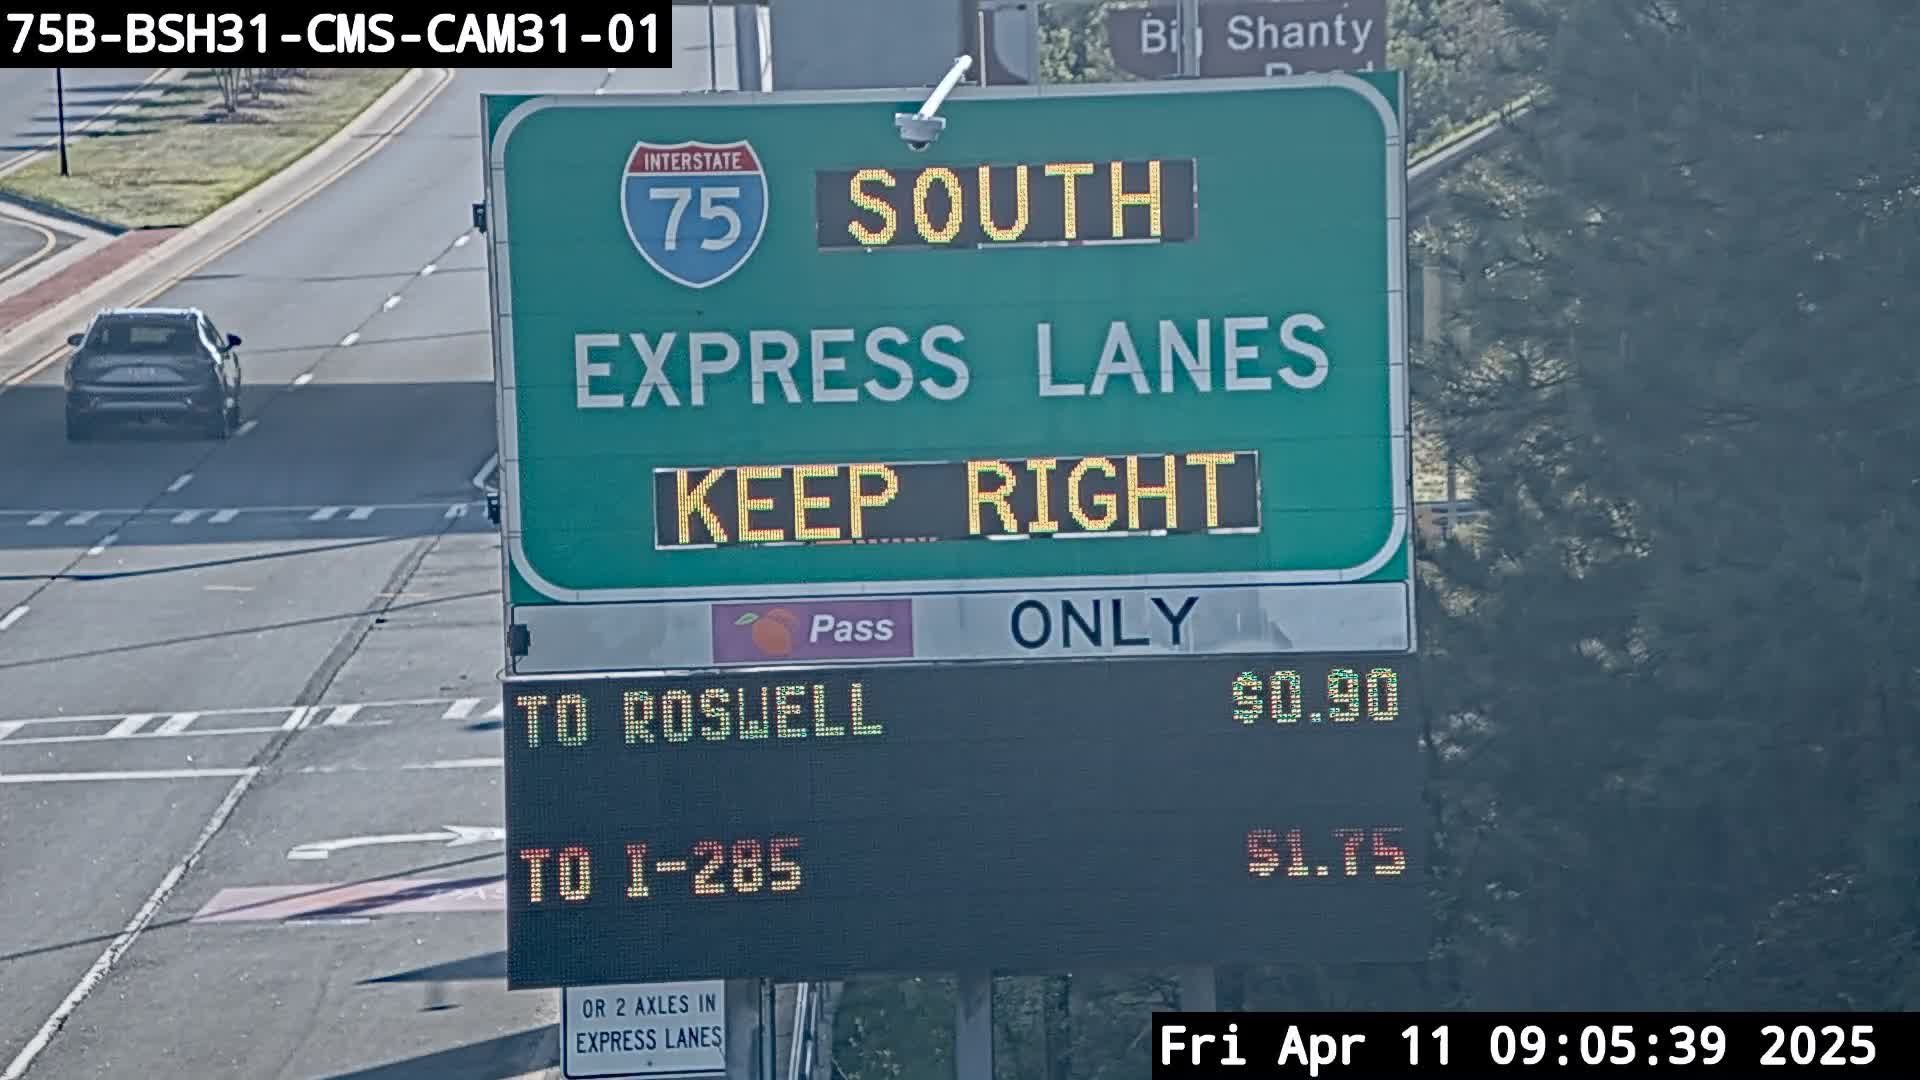 75B-BSH31-CMS-CAM31-01
Big Shanty
Road
INTERSTATE
75
SOUTH
EXPRESS LANES
KEEP RIGHT
Pass ONLY
TO ROSWELL $0.90
TO I-285 $1.75
OR 2 AXLES IN
EXPRESS LANES
Fri Apr 11 09:05:39 2025